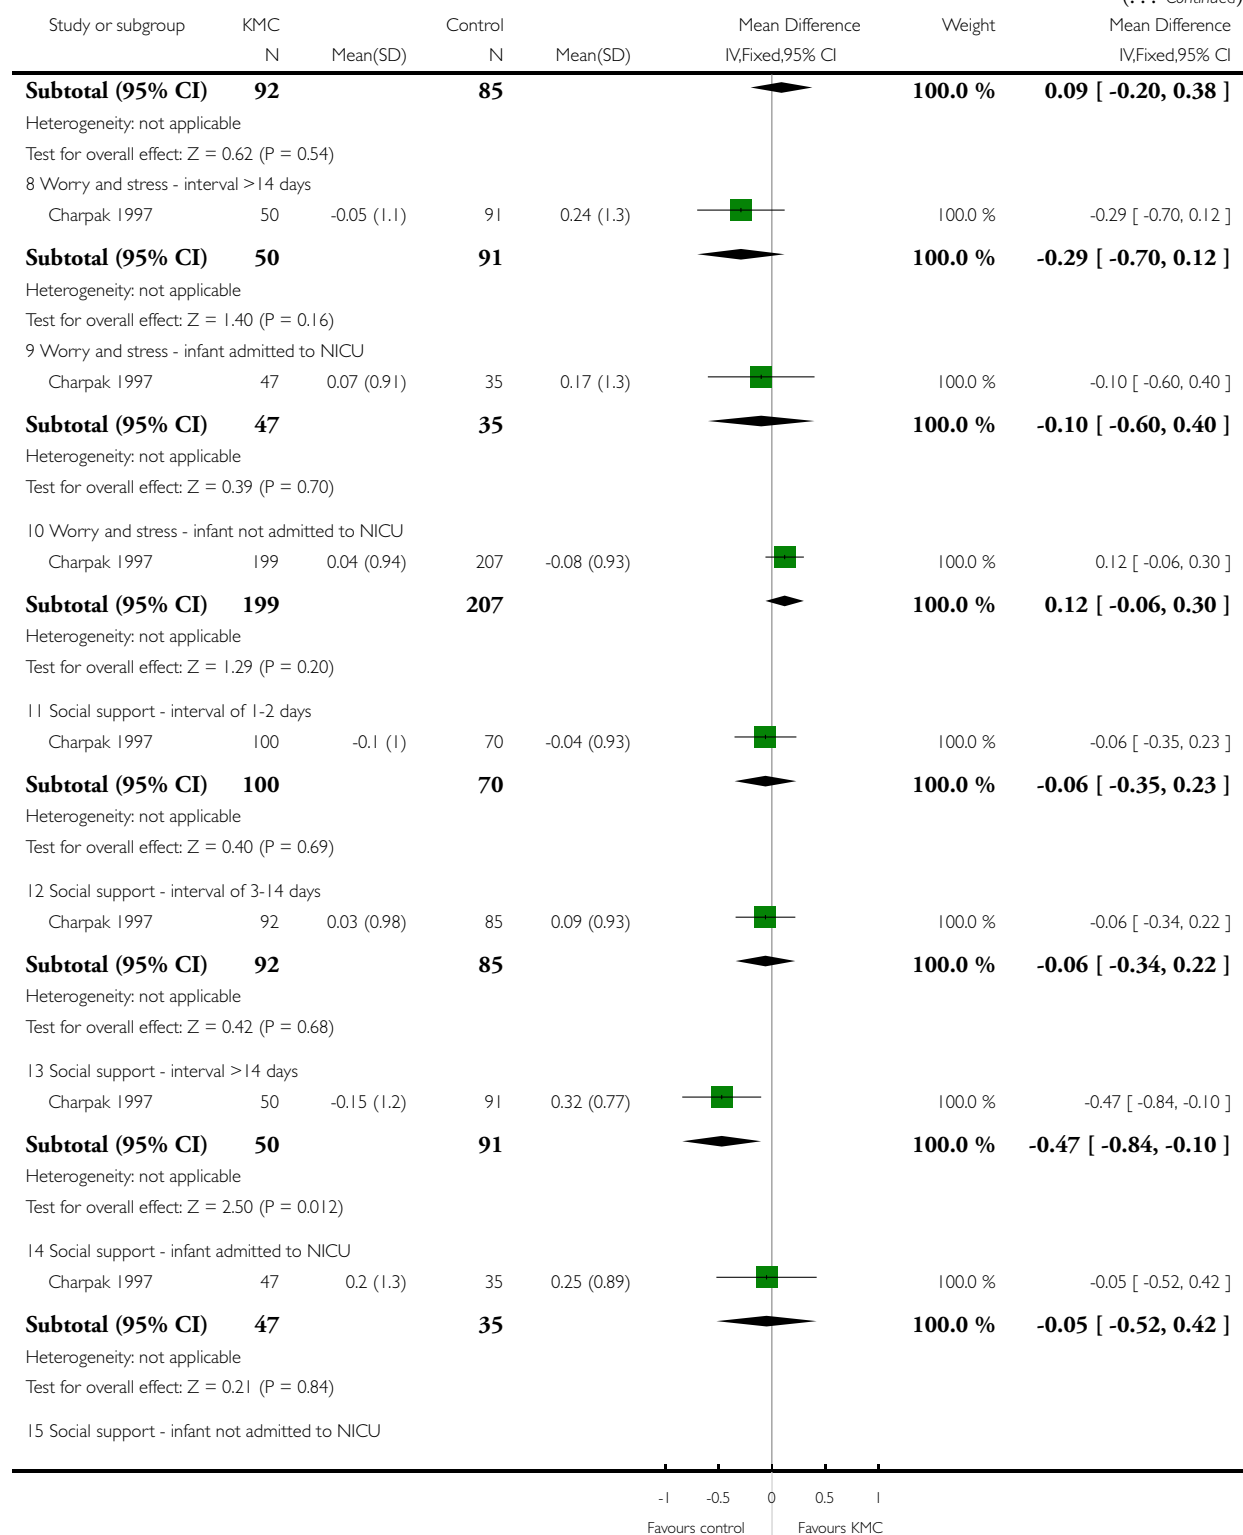 (. . . Continued)
Study or subgroup KMC Control Mean Difference Weight Mean Difference
N Mean(SD) N Mean(SD) IV,Fixed,95% CI IV,Fixed,95% CI
Subtotal (95% CI) 92 85 100.0 % 0.09 [ -0.20, 0.38 ]
Heterogeneity: not applicable
Test for overall effect: Z = 0.62 (P = 0.54)
8 Worry and stress - interval >14 days
Charpak 1997 50 -0.05 (1.1) 91 0.24 (1.3) 100.0 % -0.29 [ -0.70, 0.12 ]
Subtotal (95% CI) 50 91 100.0 % -0.29 [ -0.70, 0.12 ]
Heterogeneity: not applicable
Test for overall effect: Z = 1.40 (P = 0.16)
9 Worry and stress - infant admitted to NICU
Charpak 1997 47 0.07 (0.91) 35 0.17 (1.3) 100.0 % -0.10 [ -0.60, 0.40 ]
Subtotal (95% CI) 47 35 100.0 % -0.10 [ -0.60, 0.40 ]
Heterogeneity: not applicable
Test for overall effect: Z = 0.39 (P = 0.70)
10 Worry and stress - infant not admitted to NICU
Charpak 1997 199 0.04 (0.94) 207 -0.08 (0.93) 100.0 % 0.12 [ -0.06, 0.30 ]
Subtotal (95% CI) 199 207 100.0 % 0.12 [ -0.06, 0.30 ]
Heterogeneity: not applicable
Test for overall effect: Z = 1.29 (P = 0.20)
11 Social support - interval of 1-2 days
Charpak 1997 100 -0.1 (1) 70 -0.04 (0.93) 100.0 % -0.06 [ -0.35, 0.23 ]
Subtotal (95% CI) 100 70 100.0 % -0.06 [ -0.35, 0.23 ]
Heterogeneity: not applicable
Test for overall effect: Z = 0.40 (P = 0.69)
12 Social support - interval of 3-14 days
Charpak 1997 92 0.03 (0.98) 85 0.09 (0.93) 100.0 % -0.06 [ -0.34, 0.22 ]
Subtotal (95% CI) 92 85 100.0 % -0.06 [ -0.34, 0.22 ]
Heterogeneity: not applicable
Test for overall effect: Z = 0.42 (P = 0.68)
13 Social support - interval >14 days
Charpak 1997 50 -0.15 (1.2) 91 0.32 (0.77) 100.0 % -0.47 [ -0.84, -0.10 ]
Subtotal (95% CI) 50 91 100.0 % -0.47 [ -0.84, -0.10 ]
Heterogeneity: not applicable
Test for overall effect: Z = 2.50 (P = 0.012)
14 Social support - infant admitted to NICU
Charpak 1997 47 0.2 (1.3) 35 0.25 (0.89) 100.0 % -0.05 [ -0.52, 0.42 ]
Subtotal (95% CI) 47 35 100.0 % -0.05 [ -0.52, 0.42 ]
Heterogeneity: not applicable
Test for overall effect: Z = 0.21 (P = 0.84)
15 Social support - infant not admitted to NICU
-1 -0.5 0 0.5 1
Favours control Favours KMC